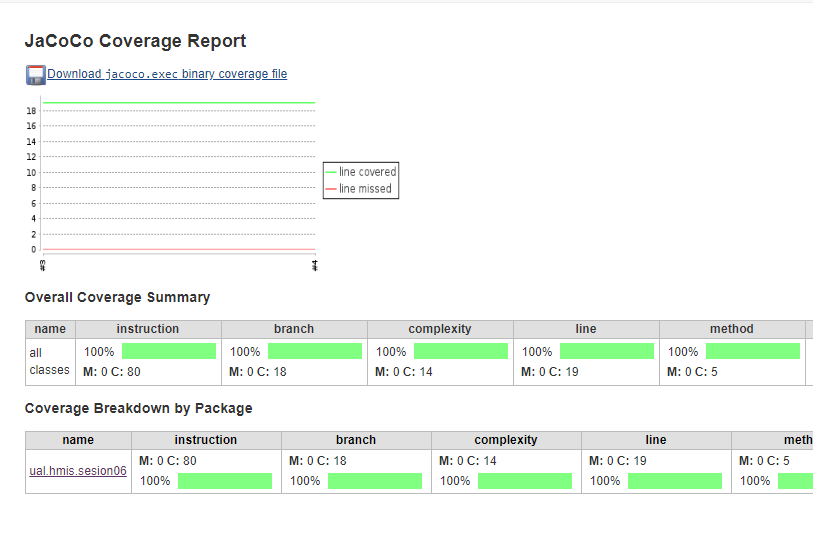 JaCoCo Coverage Report
Download jacoco.exec binary coverage file
18
16
14
12
10
8
6
4
2
0
#3 #4
line covered
line missed
Overall Coverage Summary
name instruction branch complexity line method
all classes 100% 100% 100% 100% 100%
M: 0 C: 80 M: 0 C: 18 M: 0 C: 14 M: 0 C: 19 M: 0 C: 5
Coverage Breakdown by Package
name instruction branch complexity line meth
ual.hmis.sesion06 M: 0 C: 80 M: 0 C: 18 M: 0 C: 14 M: 0 C: 19 M: 0 C: 5
100% 100% 100% 100% 100%